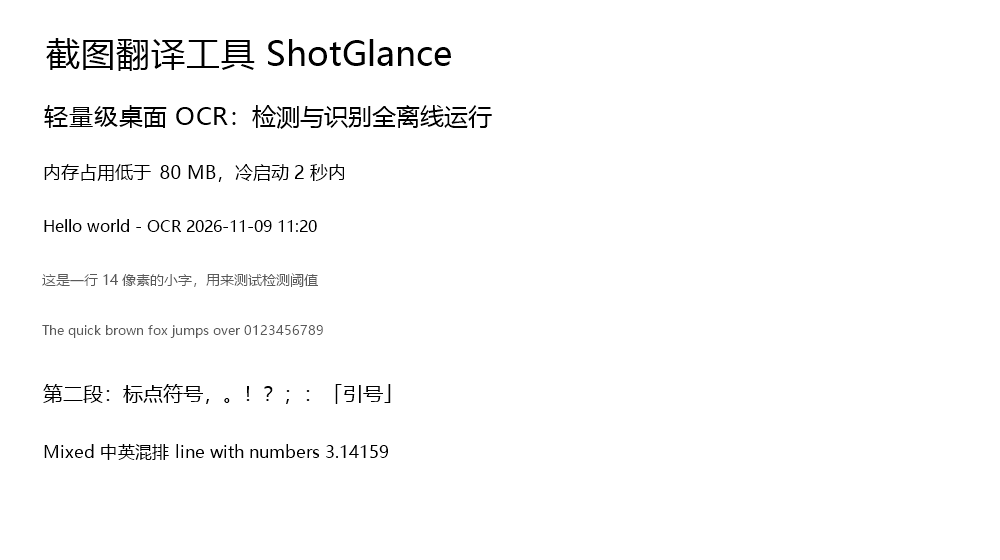 截图翻译工具 ShotGlance
轻量级桌面 OCR：检测与识别全离线运行
内存占用低于 80 MB，冷启动 2 秒内
Hello world - OCR 2026-11-09 11:20
这是一行 14 像素的小字，用来测试检测阈值
The quick brown fox jumps over 0123456789
第二段：标点符号，。！？；：「引号」
Mixed 中英混排 line with numbers 3.14159